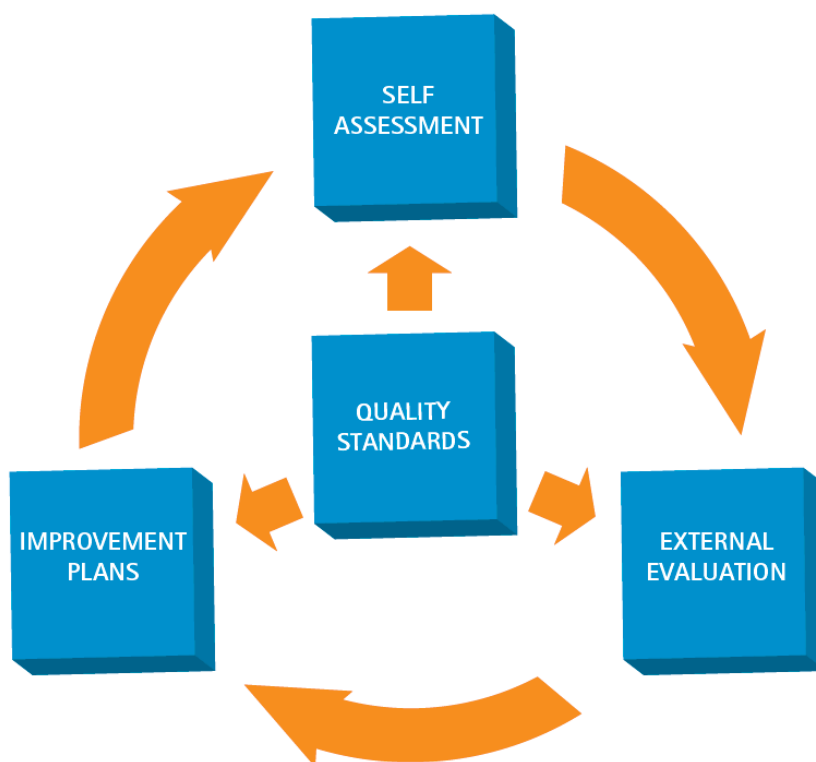 SELF
ASSESSMENT
QUALITY
STANDARDS
IMPROVEMENT
PLANS
EXTERNAL
EVALUATION